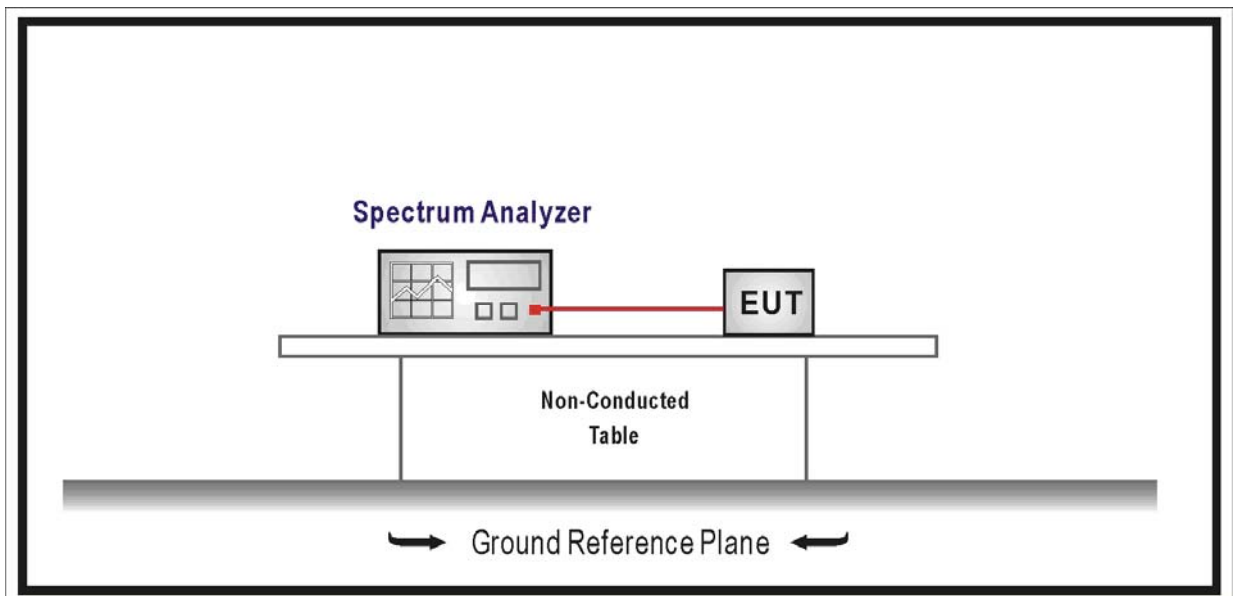 Spectrum Analyzer
EUT
Non-Conducted
Table
Ground Reference Plane